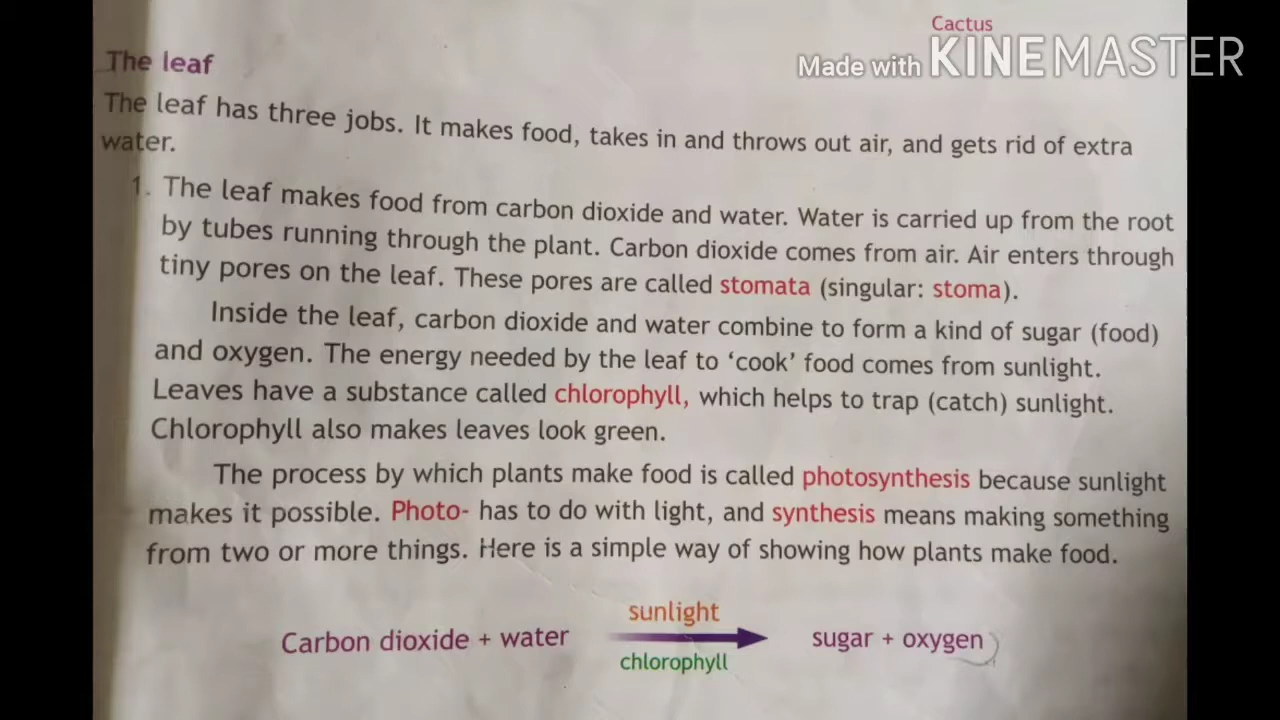 Cactus
Made with KINEMASTER
The leaf
The leaf has three jobs. It makes food, takes in and throws out air, and gets rid of extra
water.
1. The leaf makes food from carbon dioxide and water. Water is carried up from the root
by tubes running through the plant. Carbon dioxide comes from air. Air enters through
tiny pores on the leaf. These pores are called stomata (singular: stoma).
Inside the leaf, carbon dioxide and water combine to form a kind of sugar (food)
and oxygen. The energy needed by the leaf to ‘cook’ food comes from sunlight.
Leaves have a substance called chlorophyll, which helps to trap (catch) sunlight.
Chlorophyll also makes leaves look green.
The process by which plants make food is called photosynthesis because sunlight
makes it possible. Photo- has to do with light, and synthesis means making something
from two or more things. Here is a simple way of showing how plants make food.
sunlight
Carbon dioxide + water sugar + oxygen
chlorophyll